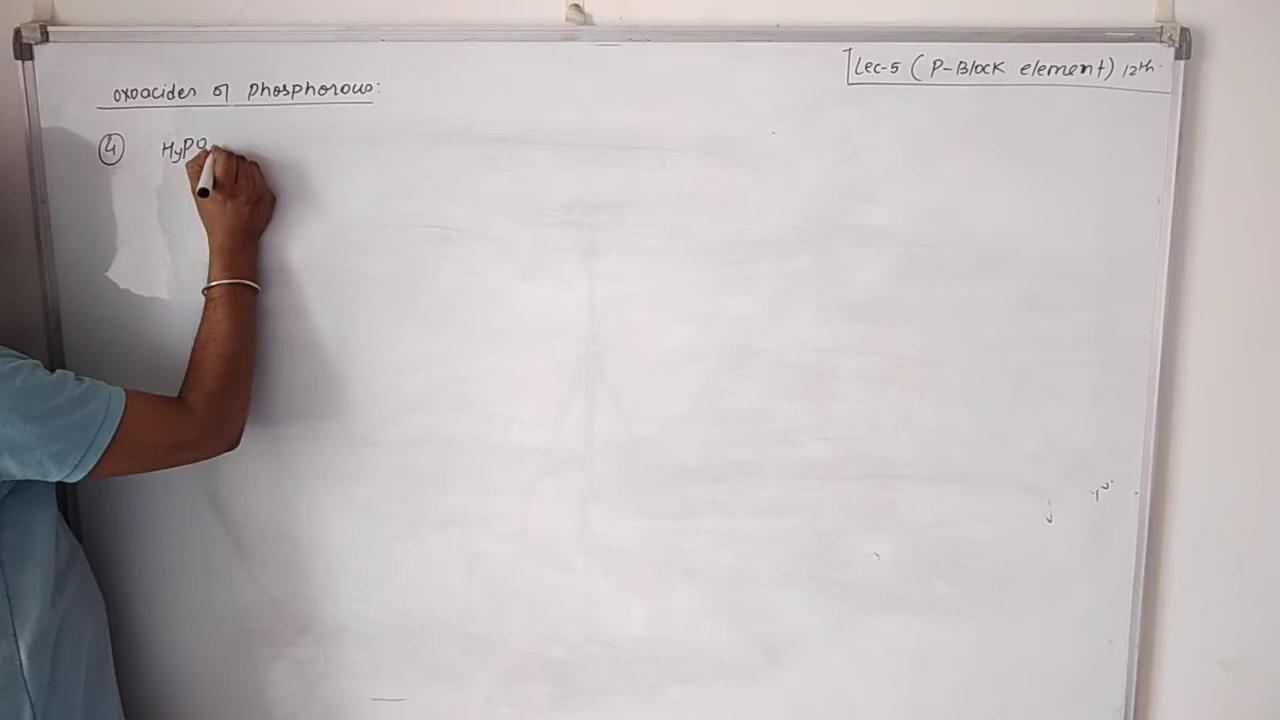 Lec-5 (P-Block element) 12th.
oxoacides of phosphorous:
④ HyPo